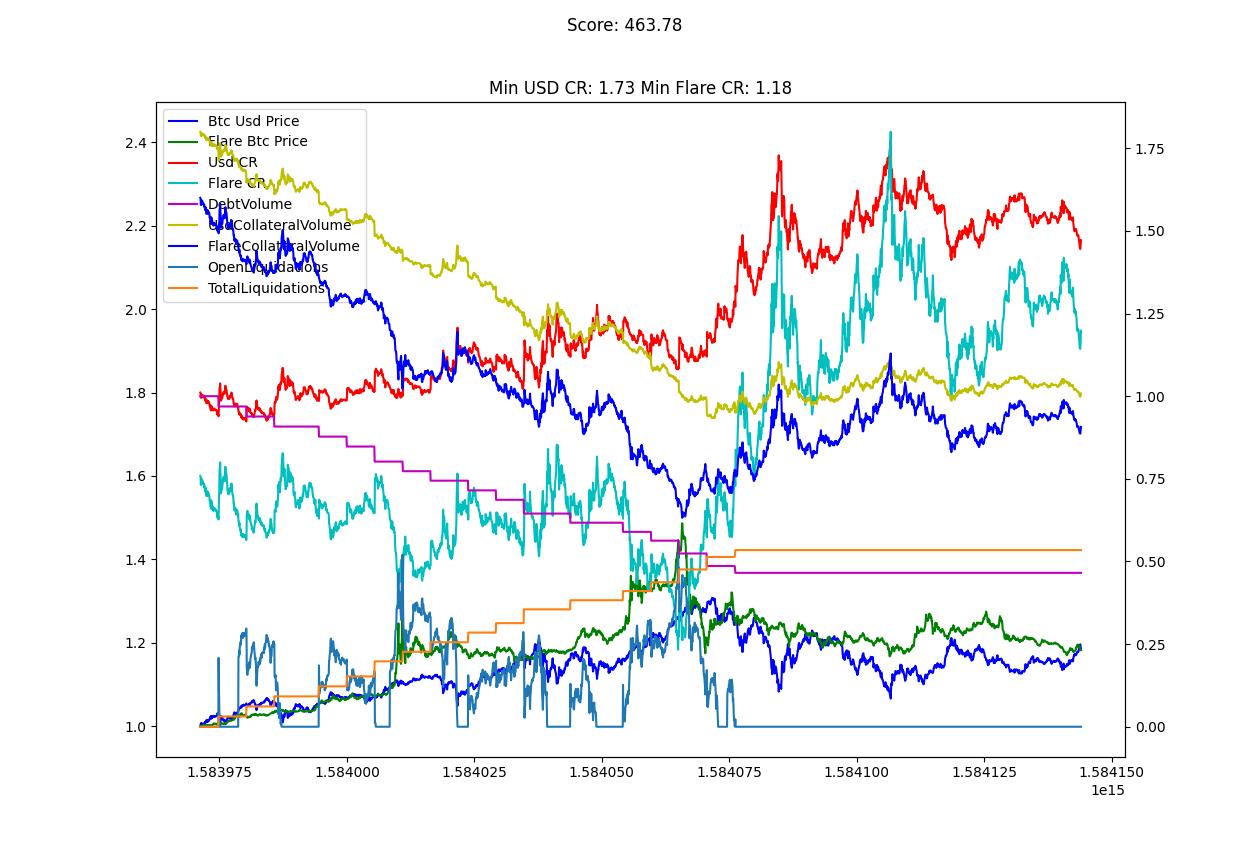 Score: 463.78
Min USD CR: 1.73 Min Flare CR: 1.18
Btc Usd Price
Flare Btc Price
Usd CR
Flare CR
DebtVolume
UsdCollateralVolume
FlareCollateralVolume
OpenLiquidations
TotalLiquidations
2.4
2.2
2.0
1.8
1.6
1.4
1.2
1.0
1.75
1.50
1.25
1.00
0.75
0.50
0.25
0.00
1.583975
1.584000
1.584025
1.584050
1.584075
1.584100
1.584125
1.584150
1e15